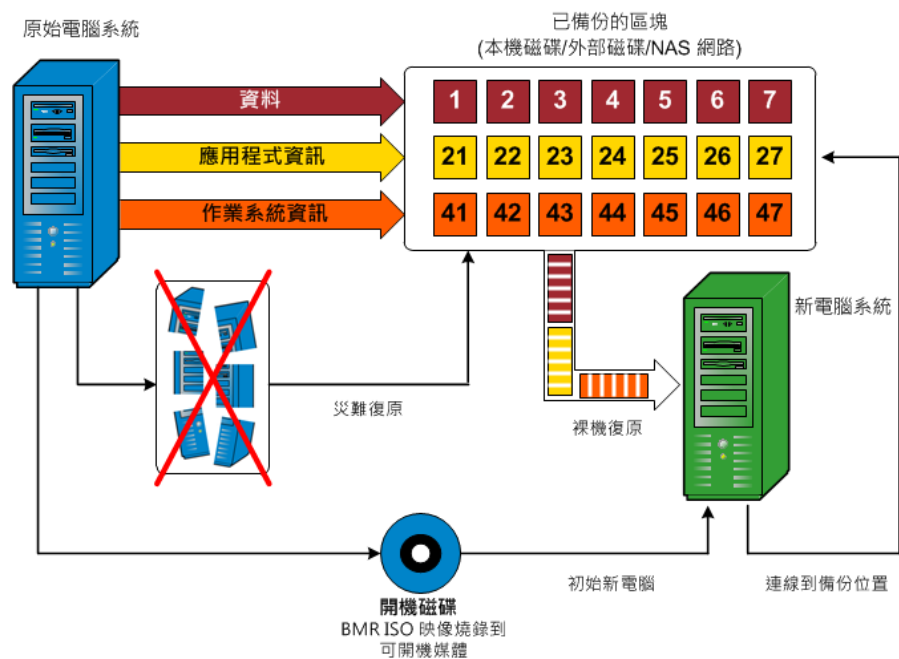 原始電腦系統
已備份的區塊
(本機磁碟/外部磁碟/NAS 網路)
資料
1 2 3 4 5 6 7
應用程式資訊
21 22 23 24 25 26 27
作業系統資訊
41 42 43 44 45 46 47
新電腦系統
災難復原
裸機復原
開機磁碟
BMR ISO 映像燒錄到
可開機媒體
初始新電腦
連線到備份位置